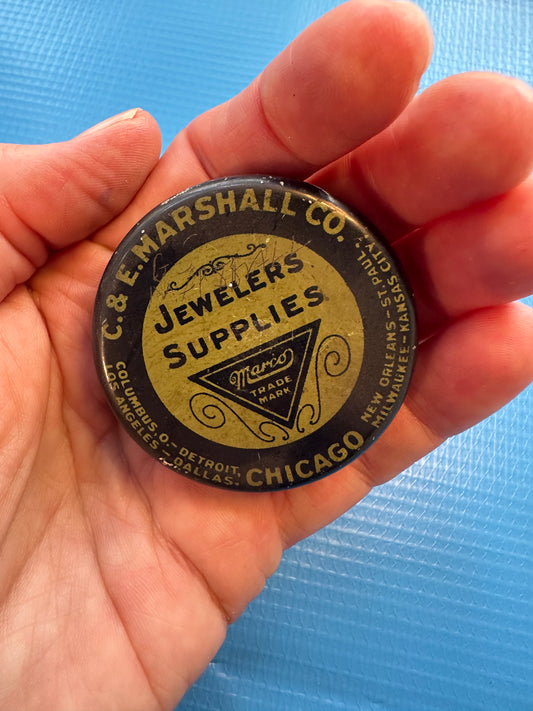 C. & E. MARSHALL CO.
JEWELERS
SUPPLIES
Marco
TRADE
MARK
CHICAGO
COLUMBUS, O.– DETROIT,
LOS ANGELES – DALLAS,
NEW ORLEANS – ST. PAUL,
MILWAUKEE – KANSAS CITY,